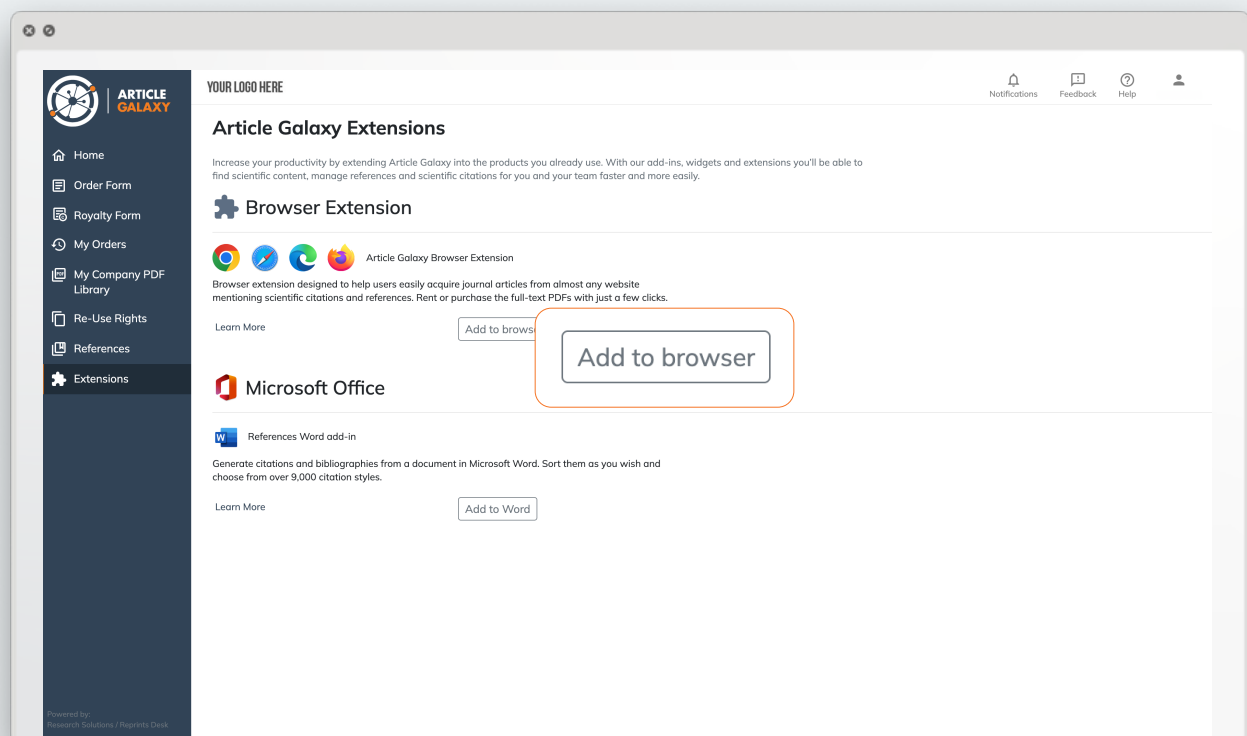 ARTICLE
GALAXY
YOUR LOGO HERE
Notifications
Feedback
Help
Home
Order Form
Royalty Form
My Orders
My Company PDF
Library
Re-Use Rights
References
Extensions
Powered by:
Research Solutions / Reprints Desk
Article Galaxy Extensions
Increase your productivity by extending Article Galaxy into the products you already use. With our add-ins, widgets and extensions you'll be able to
find scientific content, manage references and scientific citations for you and your team faster and more easily.
Browser Extension
Article Galaxy Browser Extension
Browser extension designed to help users easily acquire journal articles from almost any website
mentioning scientific citations and references. Rent or purchase the full-text PDFs with just a few clicks.
Learn More
Add to browse
Add to browser
Microsoft Office
W
References Word add-in
Generate citations and bibliographies from a document in Microsoft Word. Sort them as you wish and
choose from over 9,000 citation styles.
Learn More
Add to Word